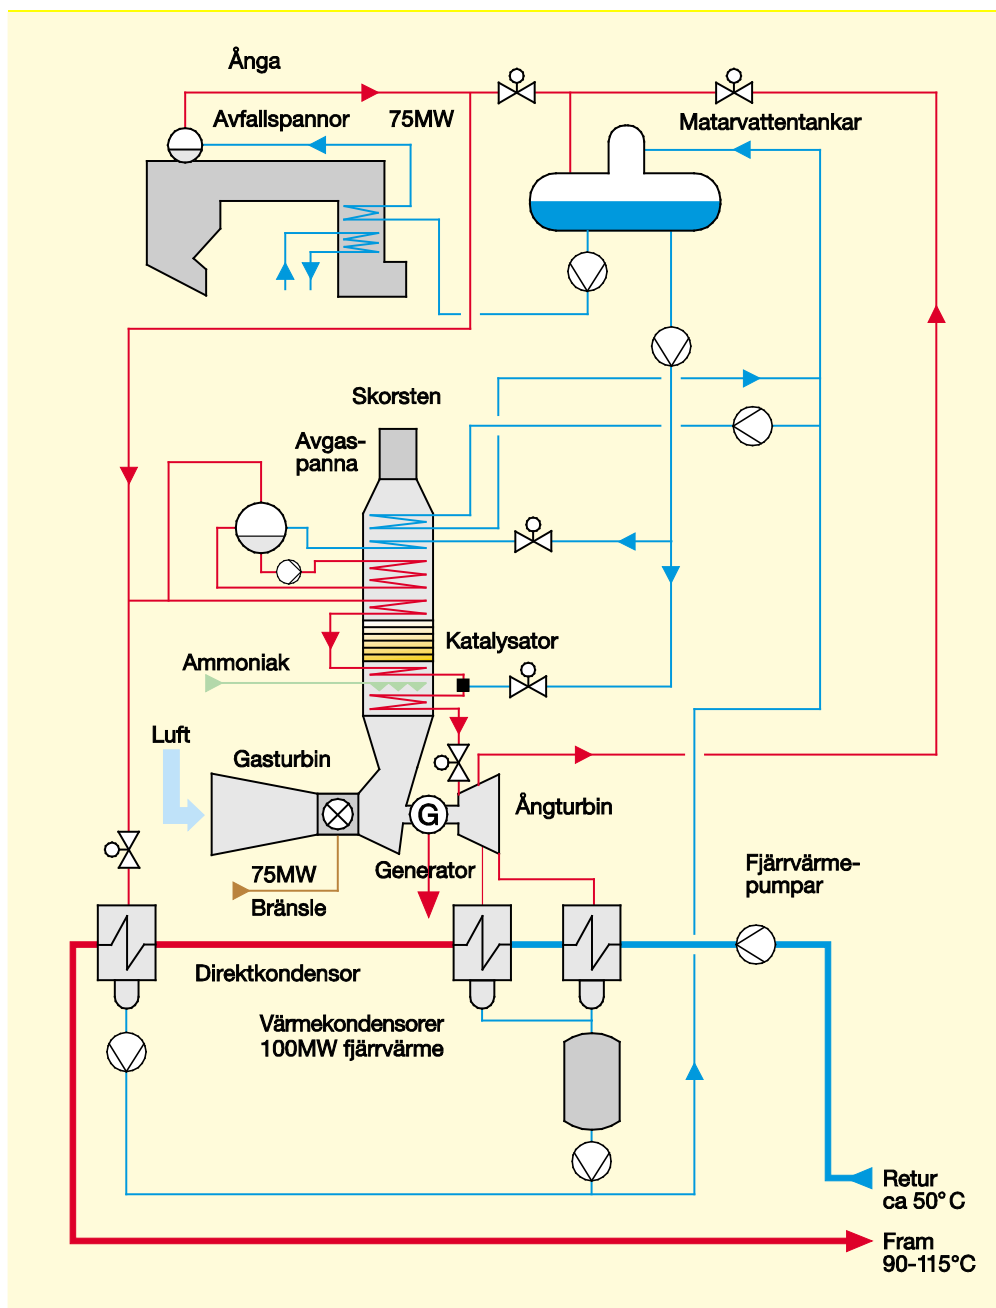 Ånga
Avfallspannor
75MW
Matarvattentankar
Skorsten
Avgas-
panna
Katalysator
Ammoniak
Luft
Gasturbin
G
Ångturbin
75MW
Bränsle
Generator
Fjärrvärme-
pumpar
Direktkondensor
Värmekondensorer
100MW fjärrvärme
Retur
ca 50° C
Fram
90-115°C